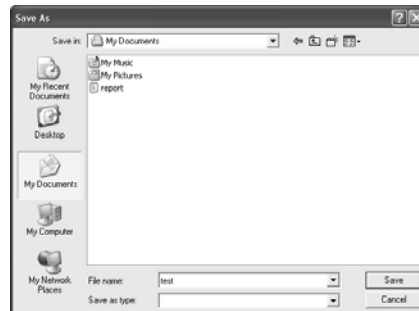 Save As
Save in:
My Documents
My Recent
Documents
Desktop
My Documents
My Computer
My Network
Places
My Music
My Pictures
report
File name:
test
Save
Save as type:
Cancel